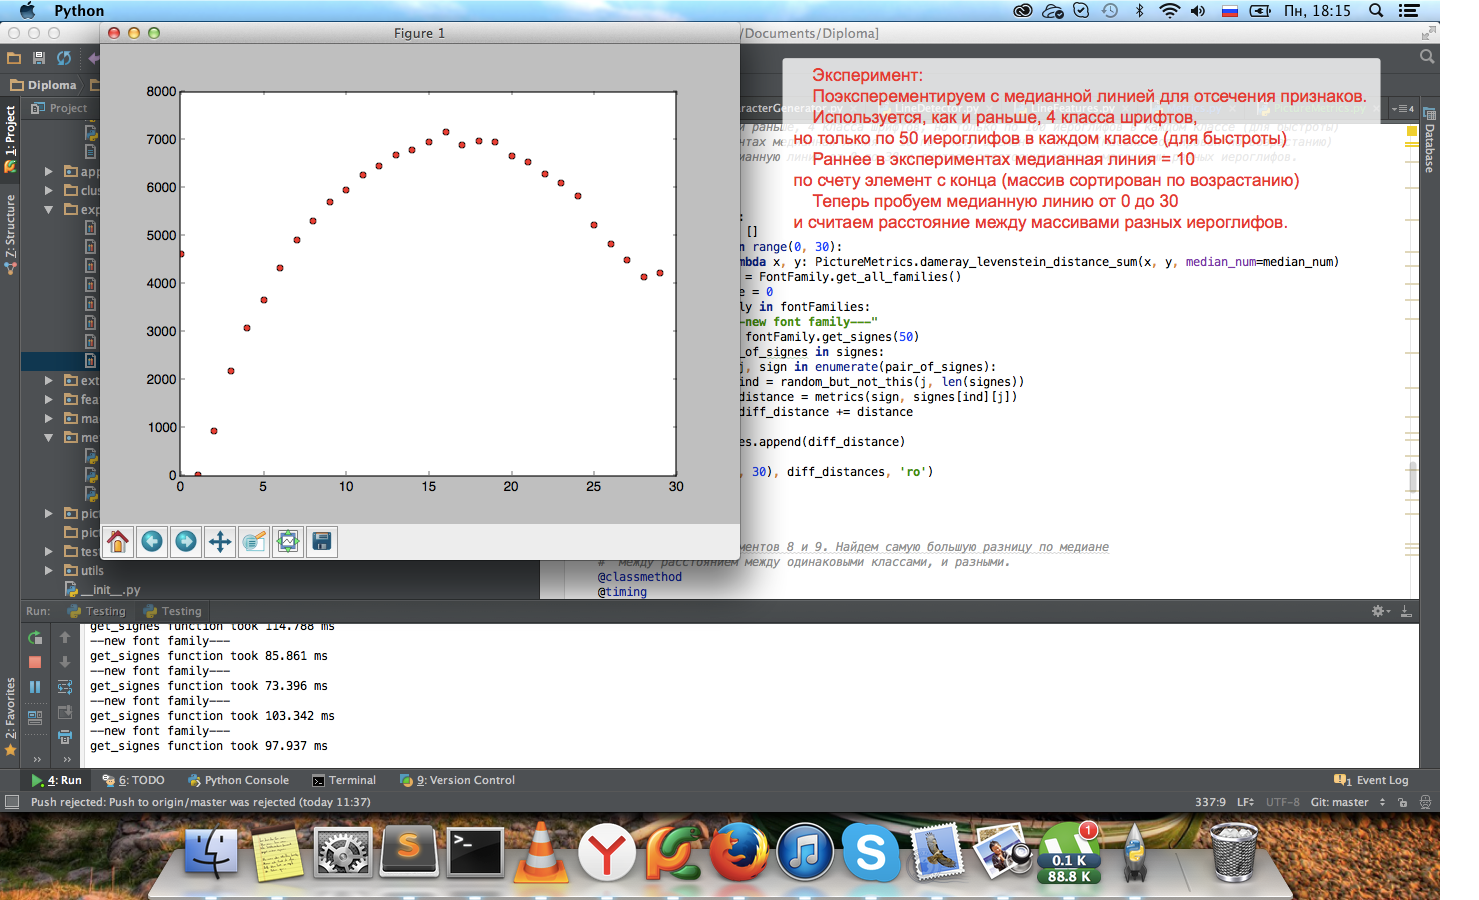 Python
Пн, 18:15
Figure 1
/Documents/Diploma]
Diploma
Project
LineDetector.py
LineFeatures.py
4
1: Project
Z: Structure
2: Favorites
Database
app
clus
exp
ext
fea
ma
me
pic
pic
tes
utils
__init__.py
8000
7000
6000
5000
4000
3000
2000
1000
0
0 5 10 15 20 25 30
Эксперимент:
Поэксперементируем с медианной линией для отсечения признаков.
Используется, как и раньше, 4 класса шрифтов,
но только по 50 иероглифов в каждом классе (для быстроты)
Раннее в экспериментах медианная линия = 10
по счету элемент с конца (массив сортирован по возрастанию)
Теперь пробуем медианную линию от 0 до 30
и считаем расстояние между массивами разных иероглифов.
:
[]
n range(0, 30):
mbda x, y: PictureMetrics.dameray_levenstein_distance_sum(x, y, median_num=median_num)
= FontFamily.get_all_families()
e = 0
ly in fontFamilies:
-new font family---"
fontFamily.get_signes(50)
_of_signes in signes:
j, sign in enumerate(pair_of_signes):
ind = random_but_not_this(j, len(signes))
distance = metrics(sign, signes[ind][j])
diff_distance += distance
es.append(diff_distance)
, 30), diff_distances, 'ro')
ментов 8 и 9. Найдем самую большую разницу по медиане
# между расстоянием между одинаковыми классами, и разными.
@classmethod
@timing
Run: Testing Testing
get_signes function took 114.788 ms
--new font family---
get_signes function took 85.861 ms
--new font family---
get_signes function took 73.396 ms
--new font family---
get_signes function took 103.342 ms
--new font family---
get_signes function took 97.937 ms
4: Run 6: TODO Python Console Terminal 9: Version Control 1 Event Log
Push rejected: Push to origin/master was rejected (today 11:37) 337:9 LF UTF-8 Git: master
1
0.1 K
88.8 K